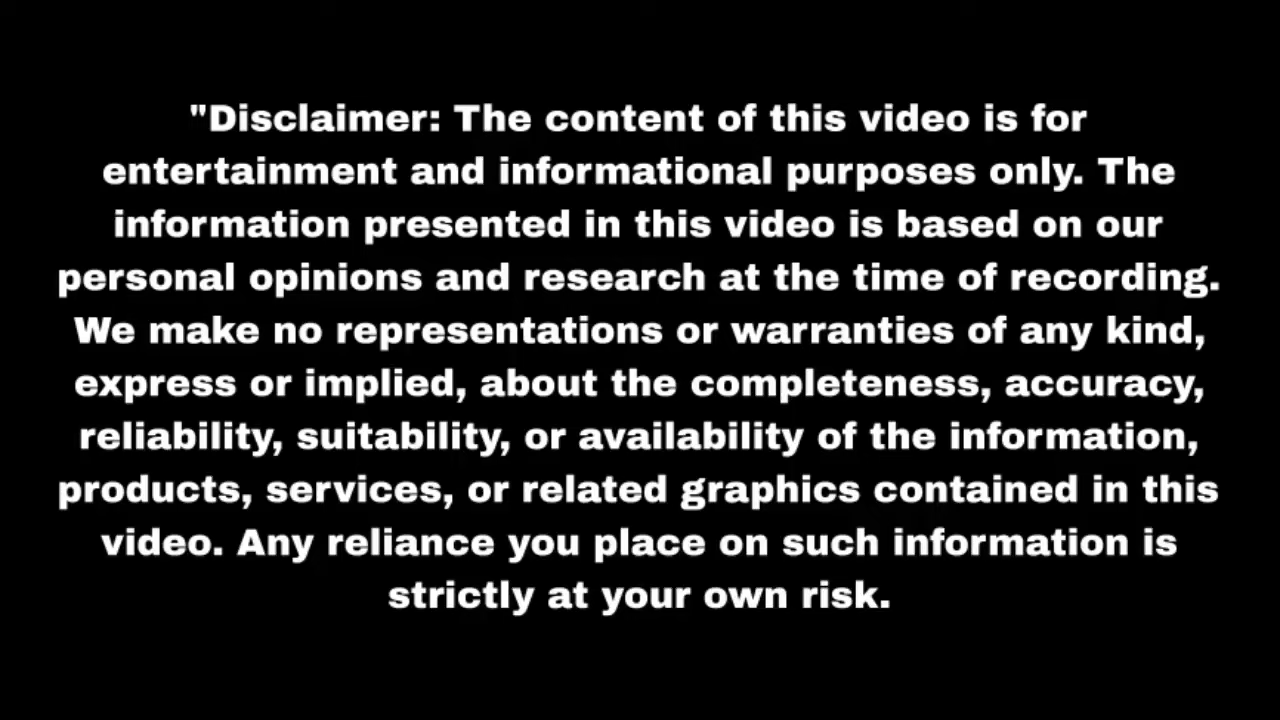 "Disclaimer: The content of this video is for
entertainment and informational purposes only. The
information presented in this video is based on our
personal opinions and research at the time of recording.
We make no representations or warranties of any kind,
express or implied, about the completeness, accuracy,
reliability, suitability, or availability of the information,
products, services, or related graphics contained in this
video. Any reliance you place on such information is
strictly at your own risk.